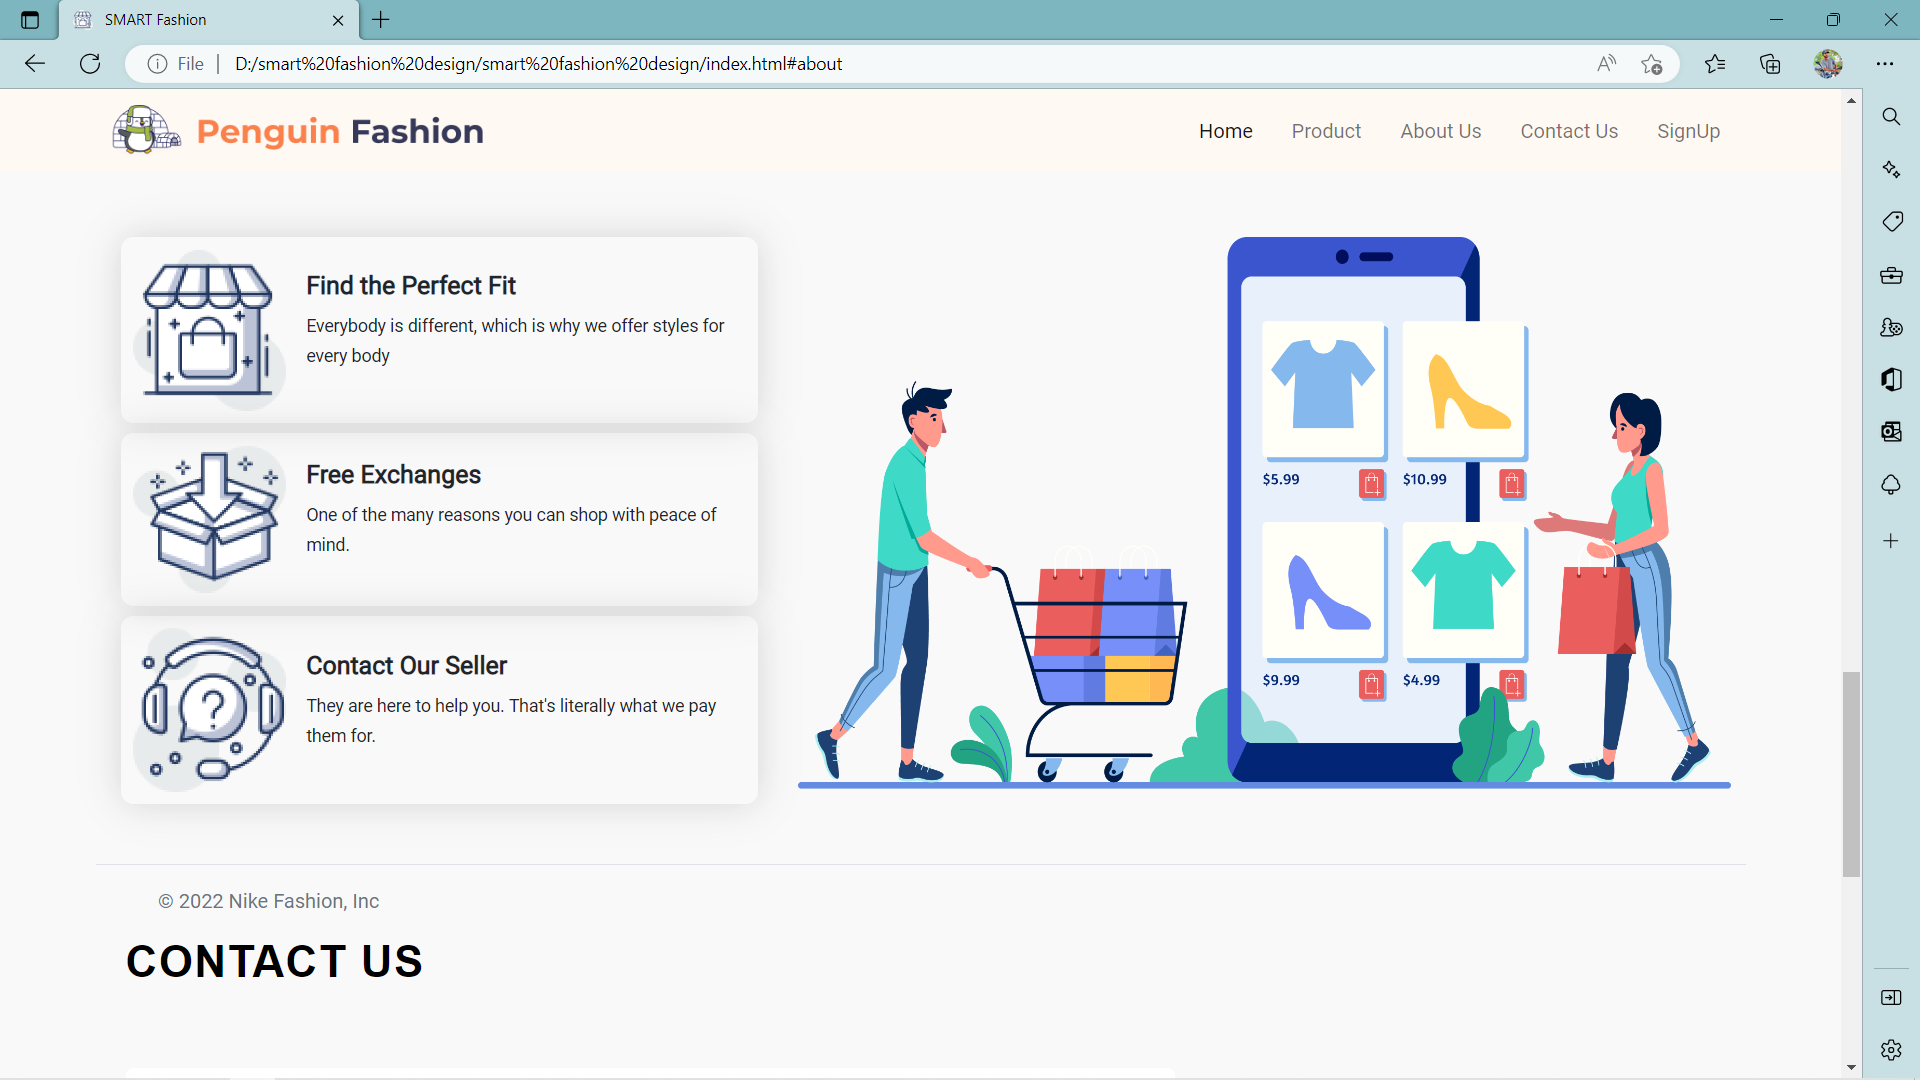 SMART Fashion
File
D:/smart%20fashion%20design/smart%20fashion%20design/index.html#about
Penguin Fashion
Home Product About Us Contact Us SignUp
Find the Perfect Fit
Everybody is different, which is why we offer styles for
every body
Free Exchanges
One of the many reasons you can shop with peace of
mind.
Contact Our Seller
They are here to help you. That's literally what we pay
them for.
$5.99 $10.99
$9.99 $4.99
© 2022 Nike Fashion, Inc
CONTACT US